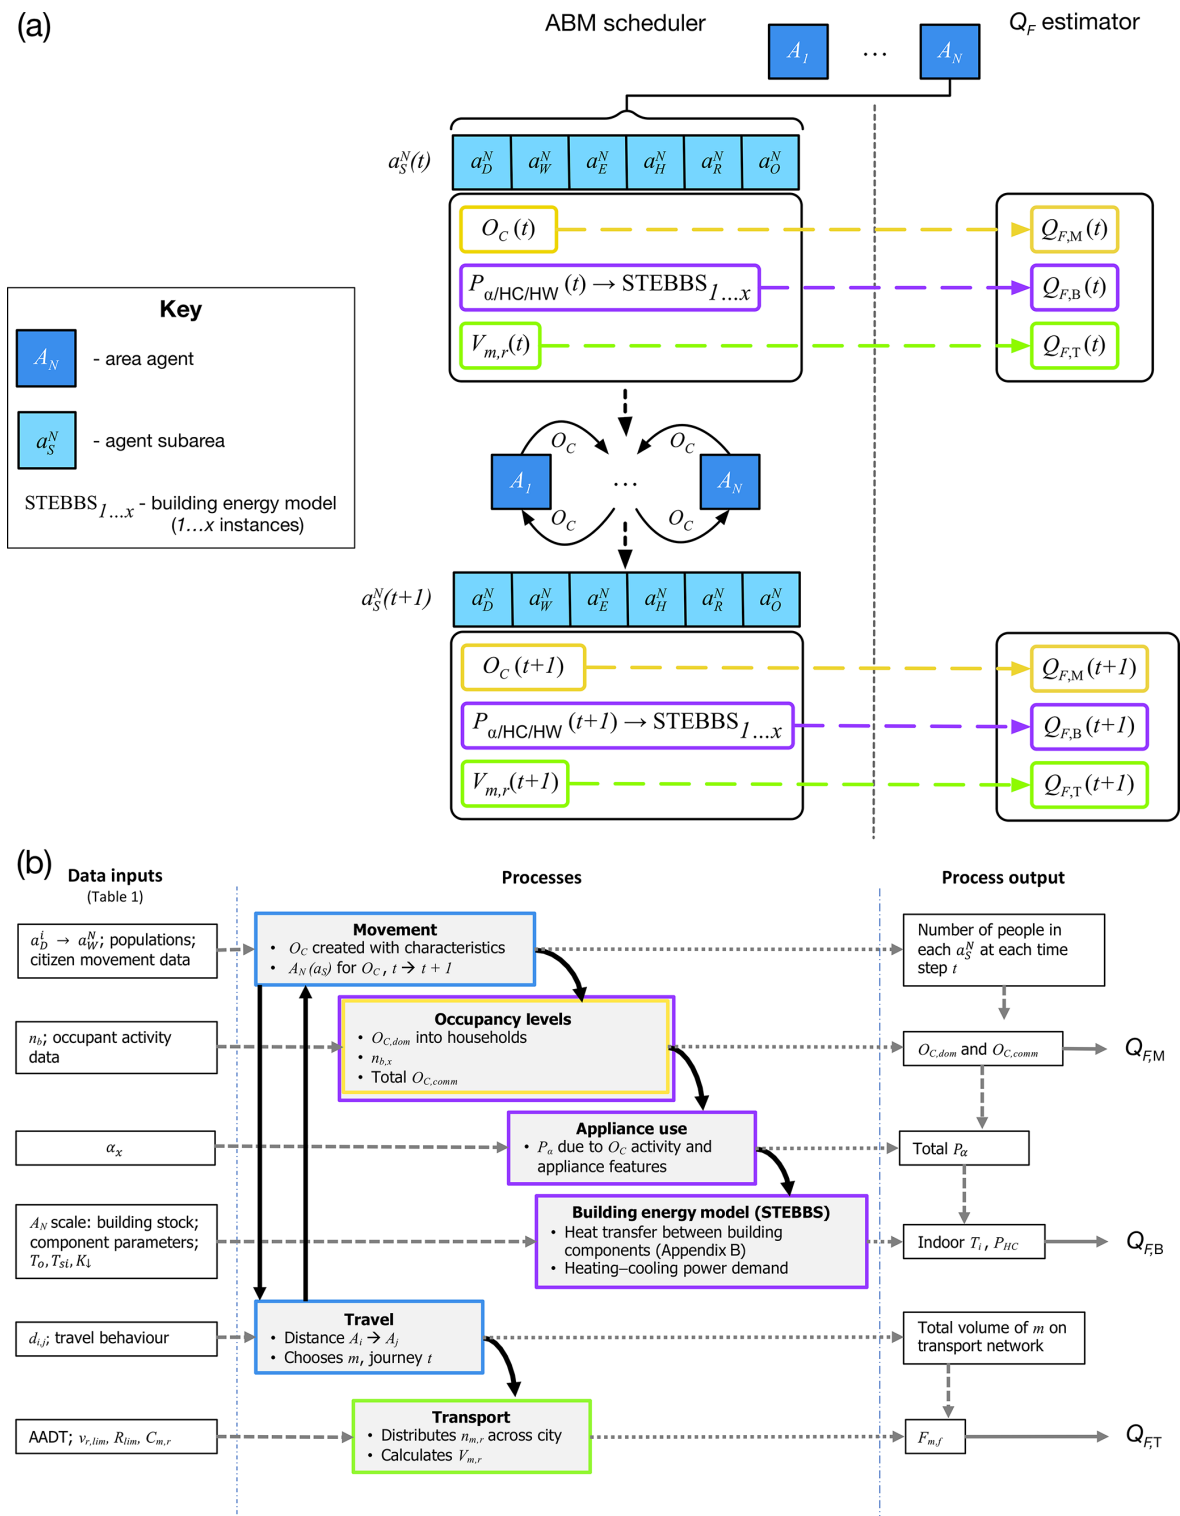 (a)
ABM scheduler
Q_F estimator
A_1 … A_N
a_S^N(t)
a_D^N a_W^N a_E^N a_H^N a_R^N a_O^N
O_C (t)
Q_F,M (t)
P_α/HC/HW (t) → STEBBS_1…x
Q_F,B (t)
V_m,r(t)
Q_F,T (t)
Key
A_N - area agent
a_S^N - agent subarea
STEBBS_1…x - building energy model
(1…x instances)
O_C O_C
A_1 … A_N
O_C O_C
a_S^N(t+1)
a_D^N a_W^N a_E^N a_H^N a_R^N a_O^N
O_C (t+1)
Q_F,M (t+1)
P_α/HC/HW (t+1) → STEBBS_1…x
Q_F,B (t+1)
V_m,r(t+1)
Q_F,T (t+1)
(b)
Data inputs
(Table 1)
Processes
Process output
a_D^i → a_W^N; populations;
citizen movement data
Movement
• O_C created with characteristics
• A_N(a_S) for O_C, t → t + 1
Number of people in
each a_S^N at each time
step t
n_b; occupant activity
data
Occupancy levels
• O_C,dom into households
• n_b,x
• Total O_C,comm
O_C,dom and O_C,comm
Q_F,M
α_x
Appliance use
• P_α due to O_C activity and
appliance features
Total P_α
A_N scale: building stock;
component parameters;
T_o, T_si, K↓
Building energy model (STEBBS)
• Heat transfer between building
components (Appendix B)
• Heating–cooling power demand
Indoor T_i, P_HC
Q_F,B
d_i,j; travel behaviour
Travel
• Distance A_i → A_j
• Chooses m, journey t
Total volume of m on
transport network
AADT; v_r,lim, R_lim, C_m,r
Transport
• Distributes n_m,r across city
• Calculates V_m,r
F_m,f
Q_F,T